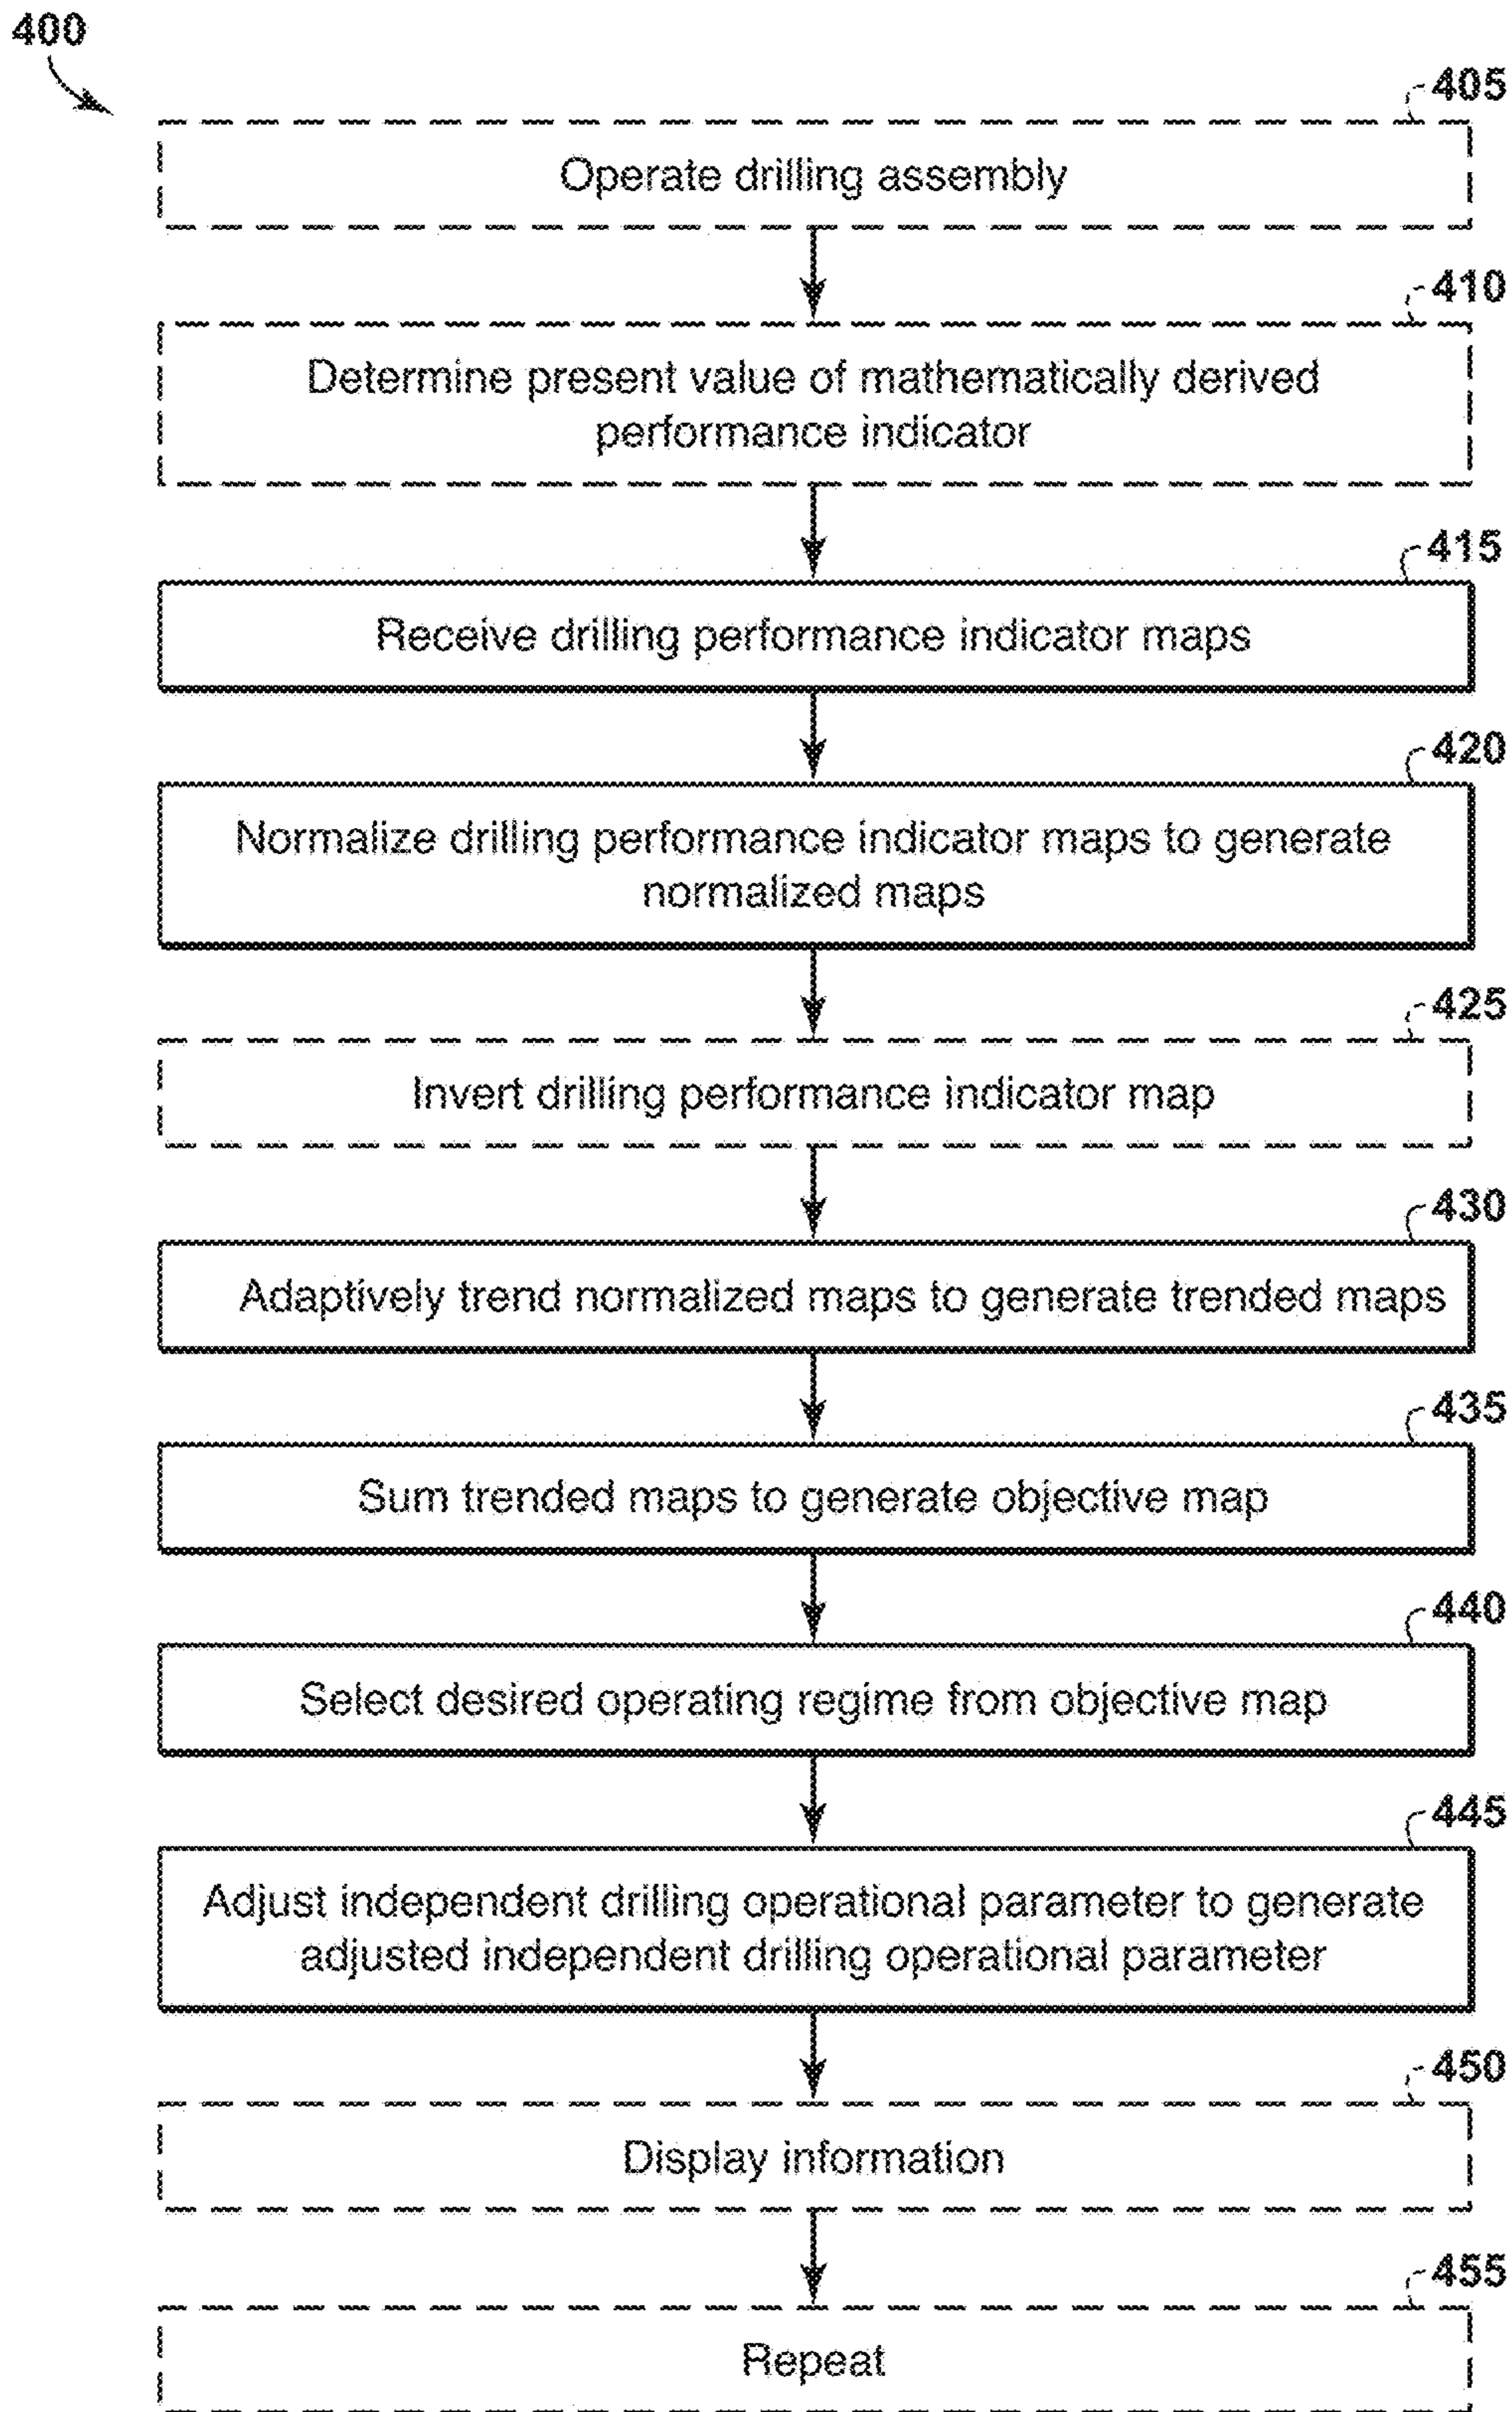 400
405
Operate drilling assembly
410
Determine present value of mathematically derived
performance indicator
415
Receive drilling performance indicator maps
420
Normalize drilling performance indicator maps to generate
normalized maps
425
Invert drilling performance indicator map
430
Adaptively trend normalized maps to generate trended maps
435
Sum trended maps to generate objective map
440
Select desired operating regime from objective map
445
Adjust independent drilling operational parameter to generate
adjusted independent drilling operational parameter
450
Display information
455
Repeat